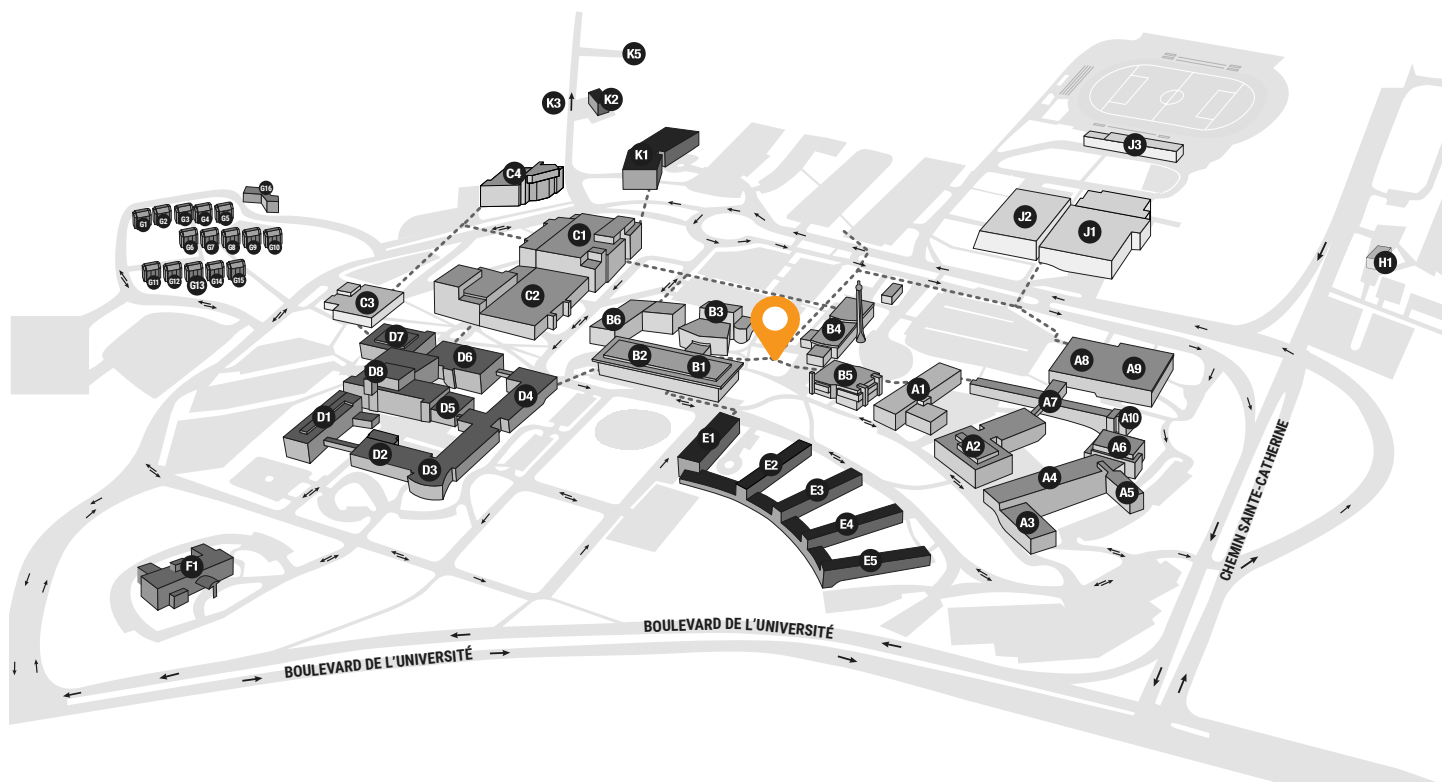 K5
K3
K2
J3
K1
C4
G16
G1
G2
G3
G4
G5
J2
J1
C1
G6
G7
G8
G9
G10
H1
G11
G12
G13
G14
G15
C2
C3
B6
B3
B4
D7
D6
B2
B1
B5
A8
A9
D8
D4
A1
A7
D5
D1
A10
E1
A2
A6
D2
D3
E2
A4
E3
A5
E4
A3
CHEMIN SAINTE-CATHERINE
E5
F1
BOULEVARD DE L’UNIVERSITÉ
BOULEVARD DE L’UNIVERSITÉ